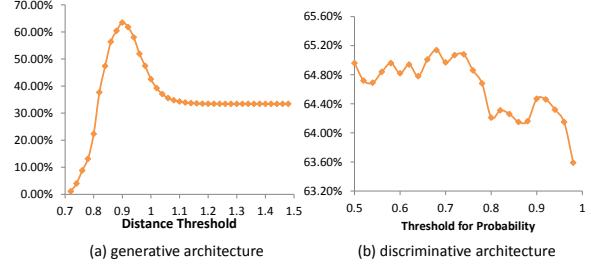 70.00%
60.00%
50.00%
40.00%
30.00%
20.00%
10.00%
0.00%
0.7 0.8 0.9 1 1.1 1.2 1.3 1.4 1.5
Distance Threshold
(a) generative architecture
65.60%
65.20%
64.80%
64.40%
64.00%
63.60%
63.20%
0.5 0.6 0.7 0.8 0.9 1
Threshold for Probability
(b) discriminative architecture